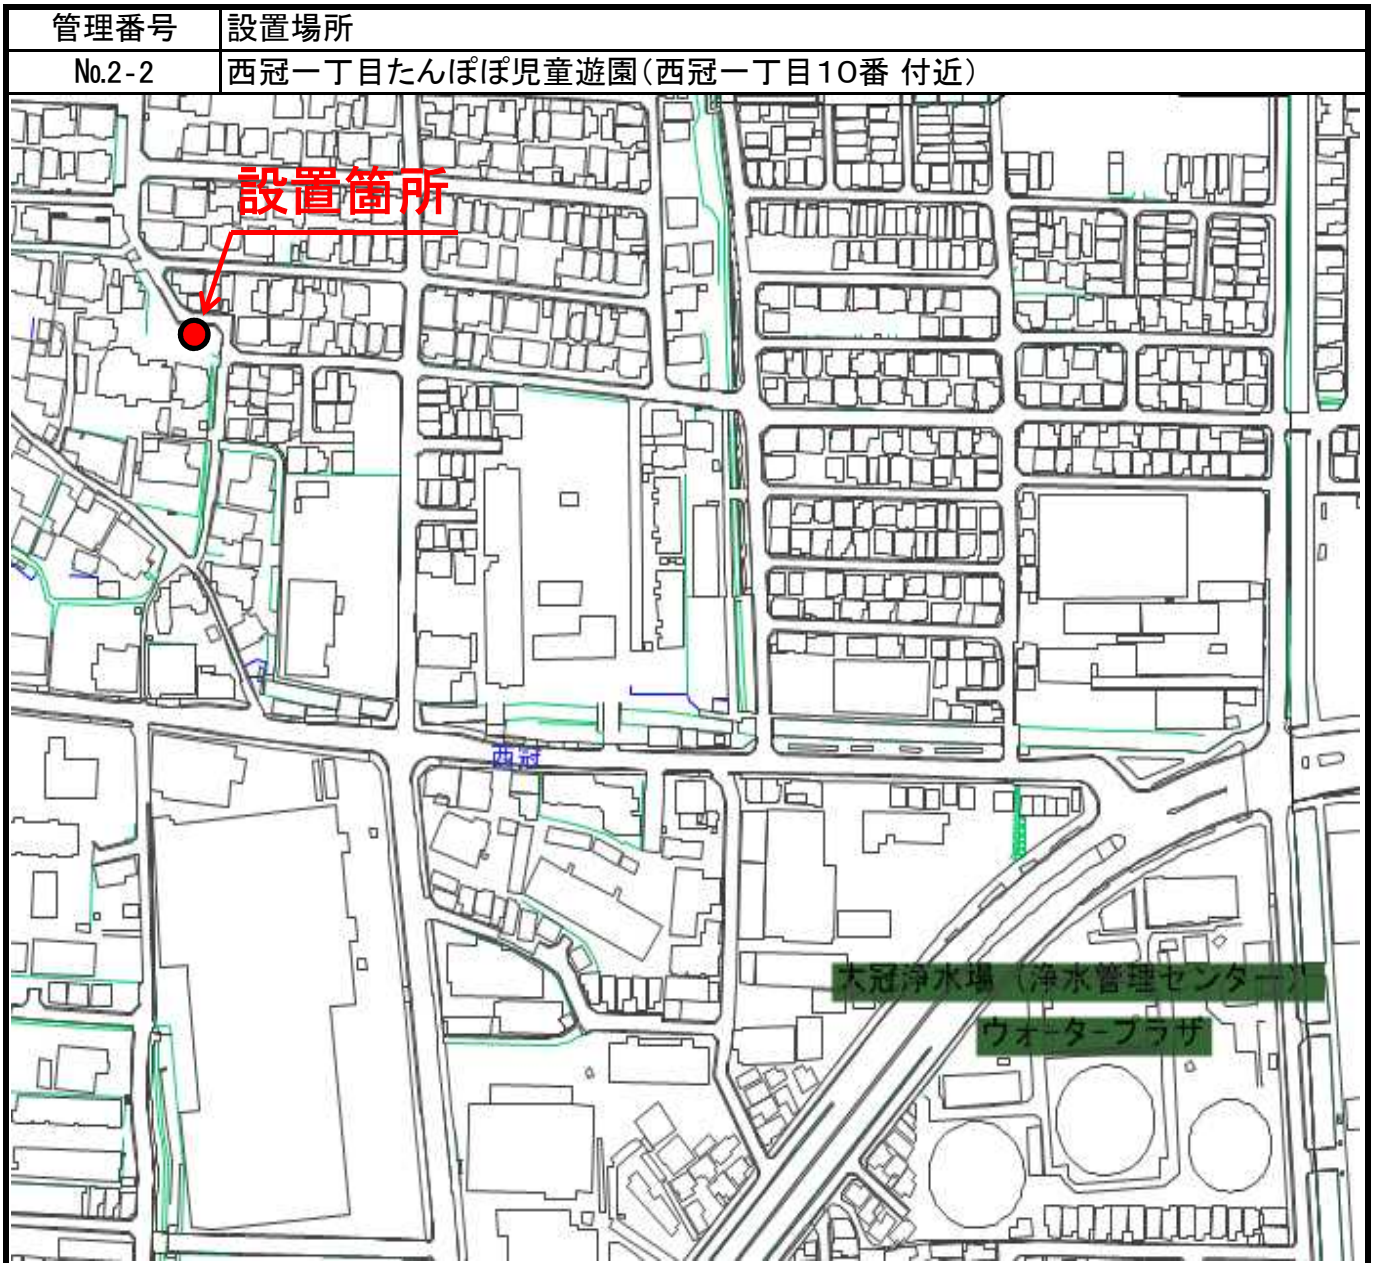 管理番号 設置場所
№2-2 西冠一丁目たんぽぽ児童遊園(西冠一丁目10番 付近)
設置箇所
西冠
大冠浄水場 (浄水管理センター)
ウォータープラザ